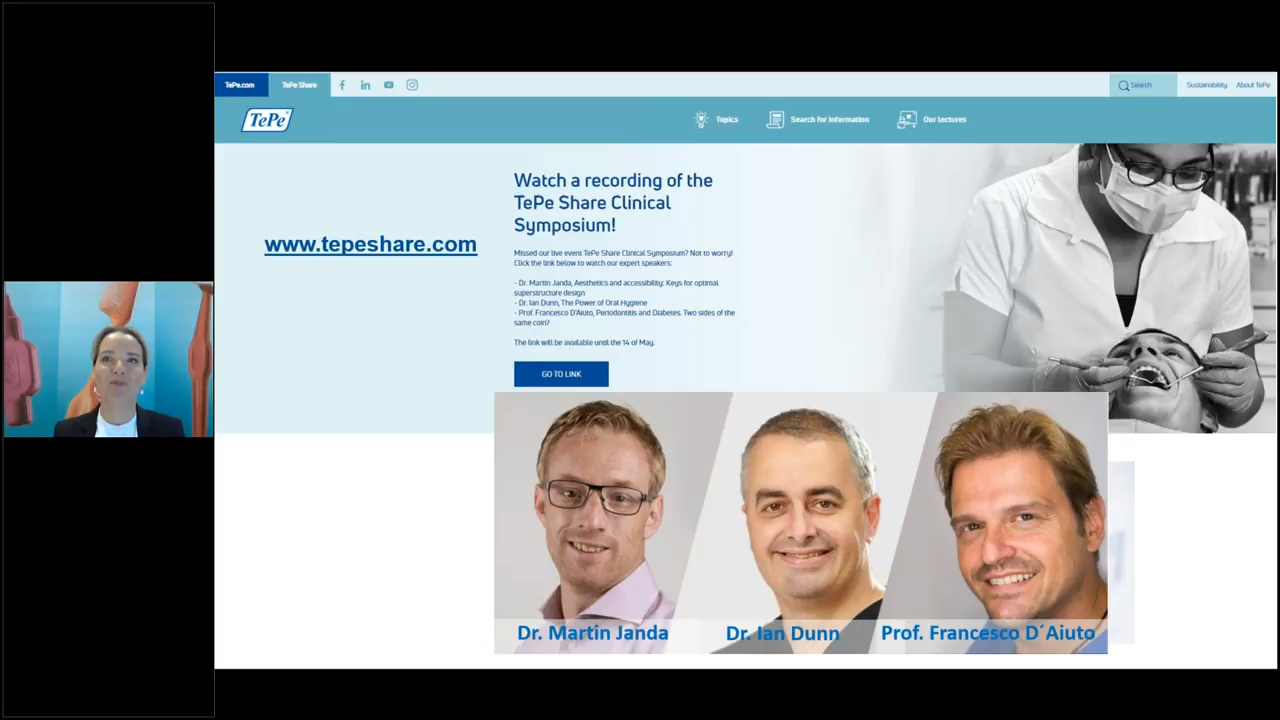 TePe.com
TePe Share
Search
Sustainability
About TePe
TePe
Topics
Search for information
Our lectures
Watch a recording of the
TePe Share Clinical
Symposium!
www.tepeshare.com
Missed our live event TePe Share Clinical Symposium? Not to worry!
Click the link below to watch our expert speakers:
- Dr. Martin Janda, Aesthetics and accessibility: Keys for optimal
superstructure design
- Dr. Ian Dunn, The Power of Oral Hygiene
- Prof. Francesco D'Aiuto, Periodontitis and Diabetes. Two sides of the
same coin?
The link will be available until the 14 of May.
GO TO LINK
Dr. Martin Janda
Dr. Ian Dunn
Prof. Francesco D´Aiuto